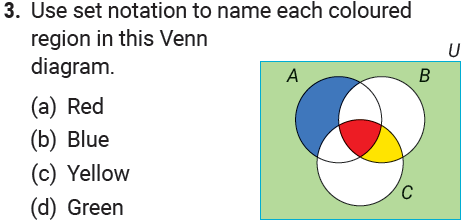 3. Use set notation to name each coloured
region in this Venn
diagram.
(a) Red
(b) Blue
(c) Yellow
(d) Green
U
A
B
C